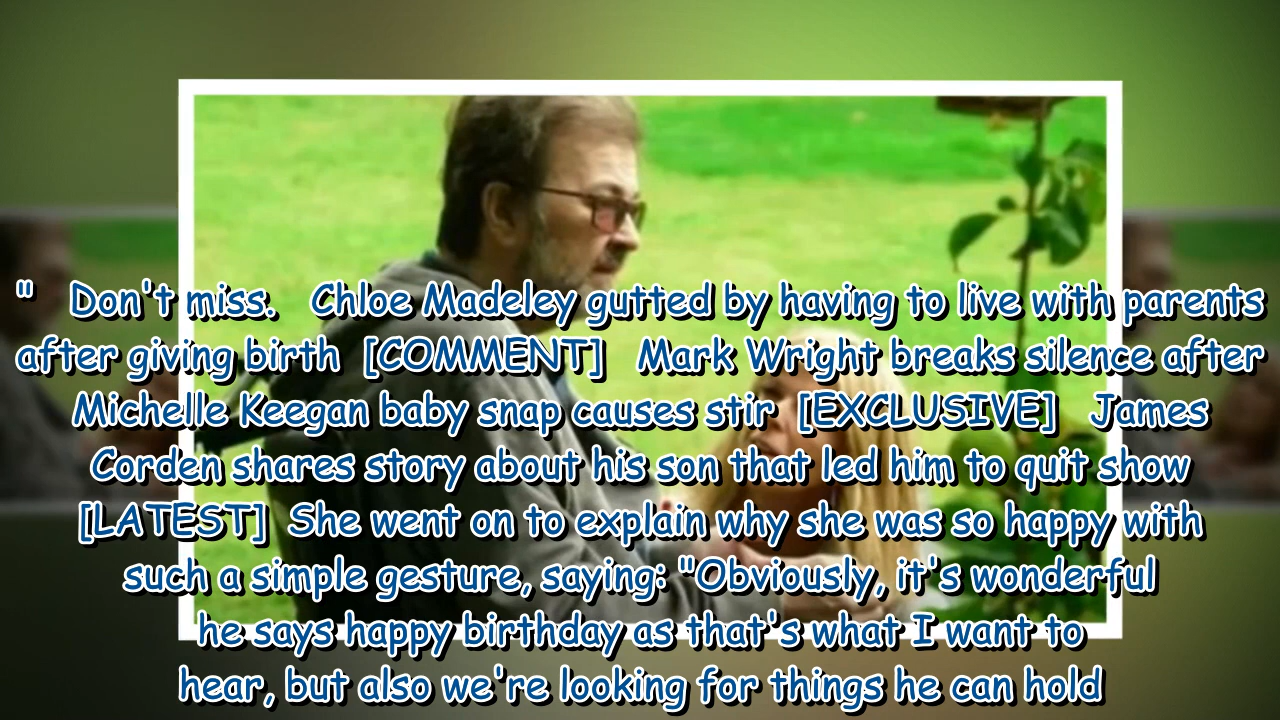 " Don't miss. Chloe Madeley gutted by having to live with parents
after giving birth [COMMENT] Mark Wright breaks silence after
Michelle Keegan baby snap causes stir [EXCLUSIVE] James
Corden shares story about his son that led him to quit show
[LATEST] She went on to explain why she was so happy with
such a simple gesture, saying: "Obviously, it's wonderful
he says happy birthday as that's what I want to
hear, but also we're looking for things he can hold